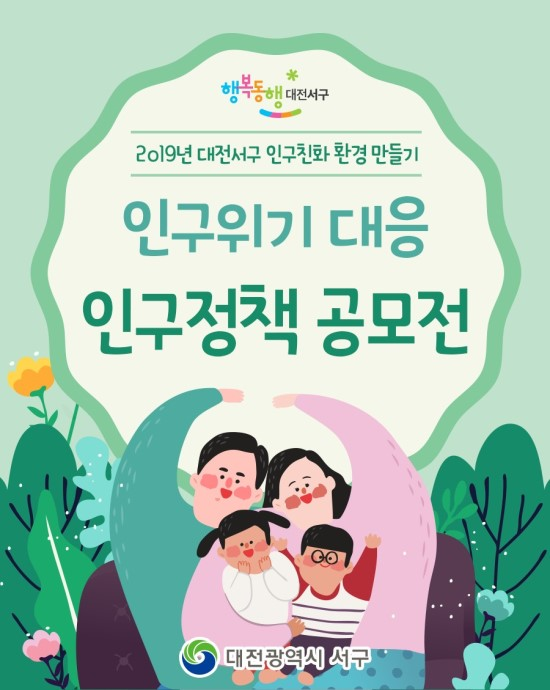 행복동행 대전서구
2019년 대전서구 인구친화 환경 만들기
인구위기 대응
인구정책 공모전
대전광역시 서구